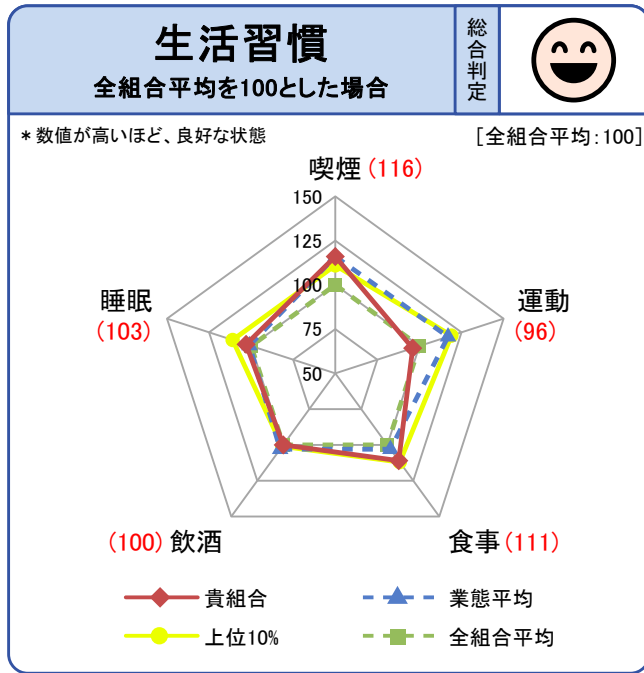 生活習慣
全組合平均を100とした場合
総合判定
*数値が高いほど、良好な状態
[全組合平均:100]
喫煙(116)
150
125
100
75
50
睡眠
(103)
運動
(96)
(100)飲酒
食事(111)
貴組合
業態平均
上位10%
全組合平均